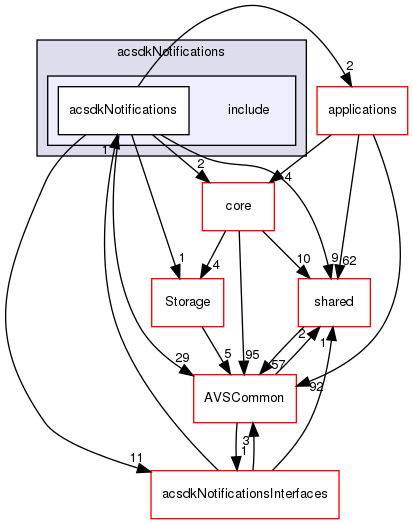 acsdkNotifications
2
acsdkNotifications
include
applications
1
2
4
core
1
4
10
9
62
Storage
shared
29
5
95
57
2
1
92
AVSCommon
11
3
1
acsdkNotificationsInterfaces